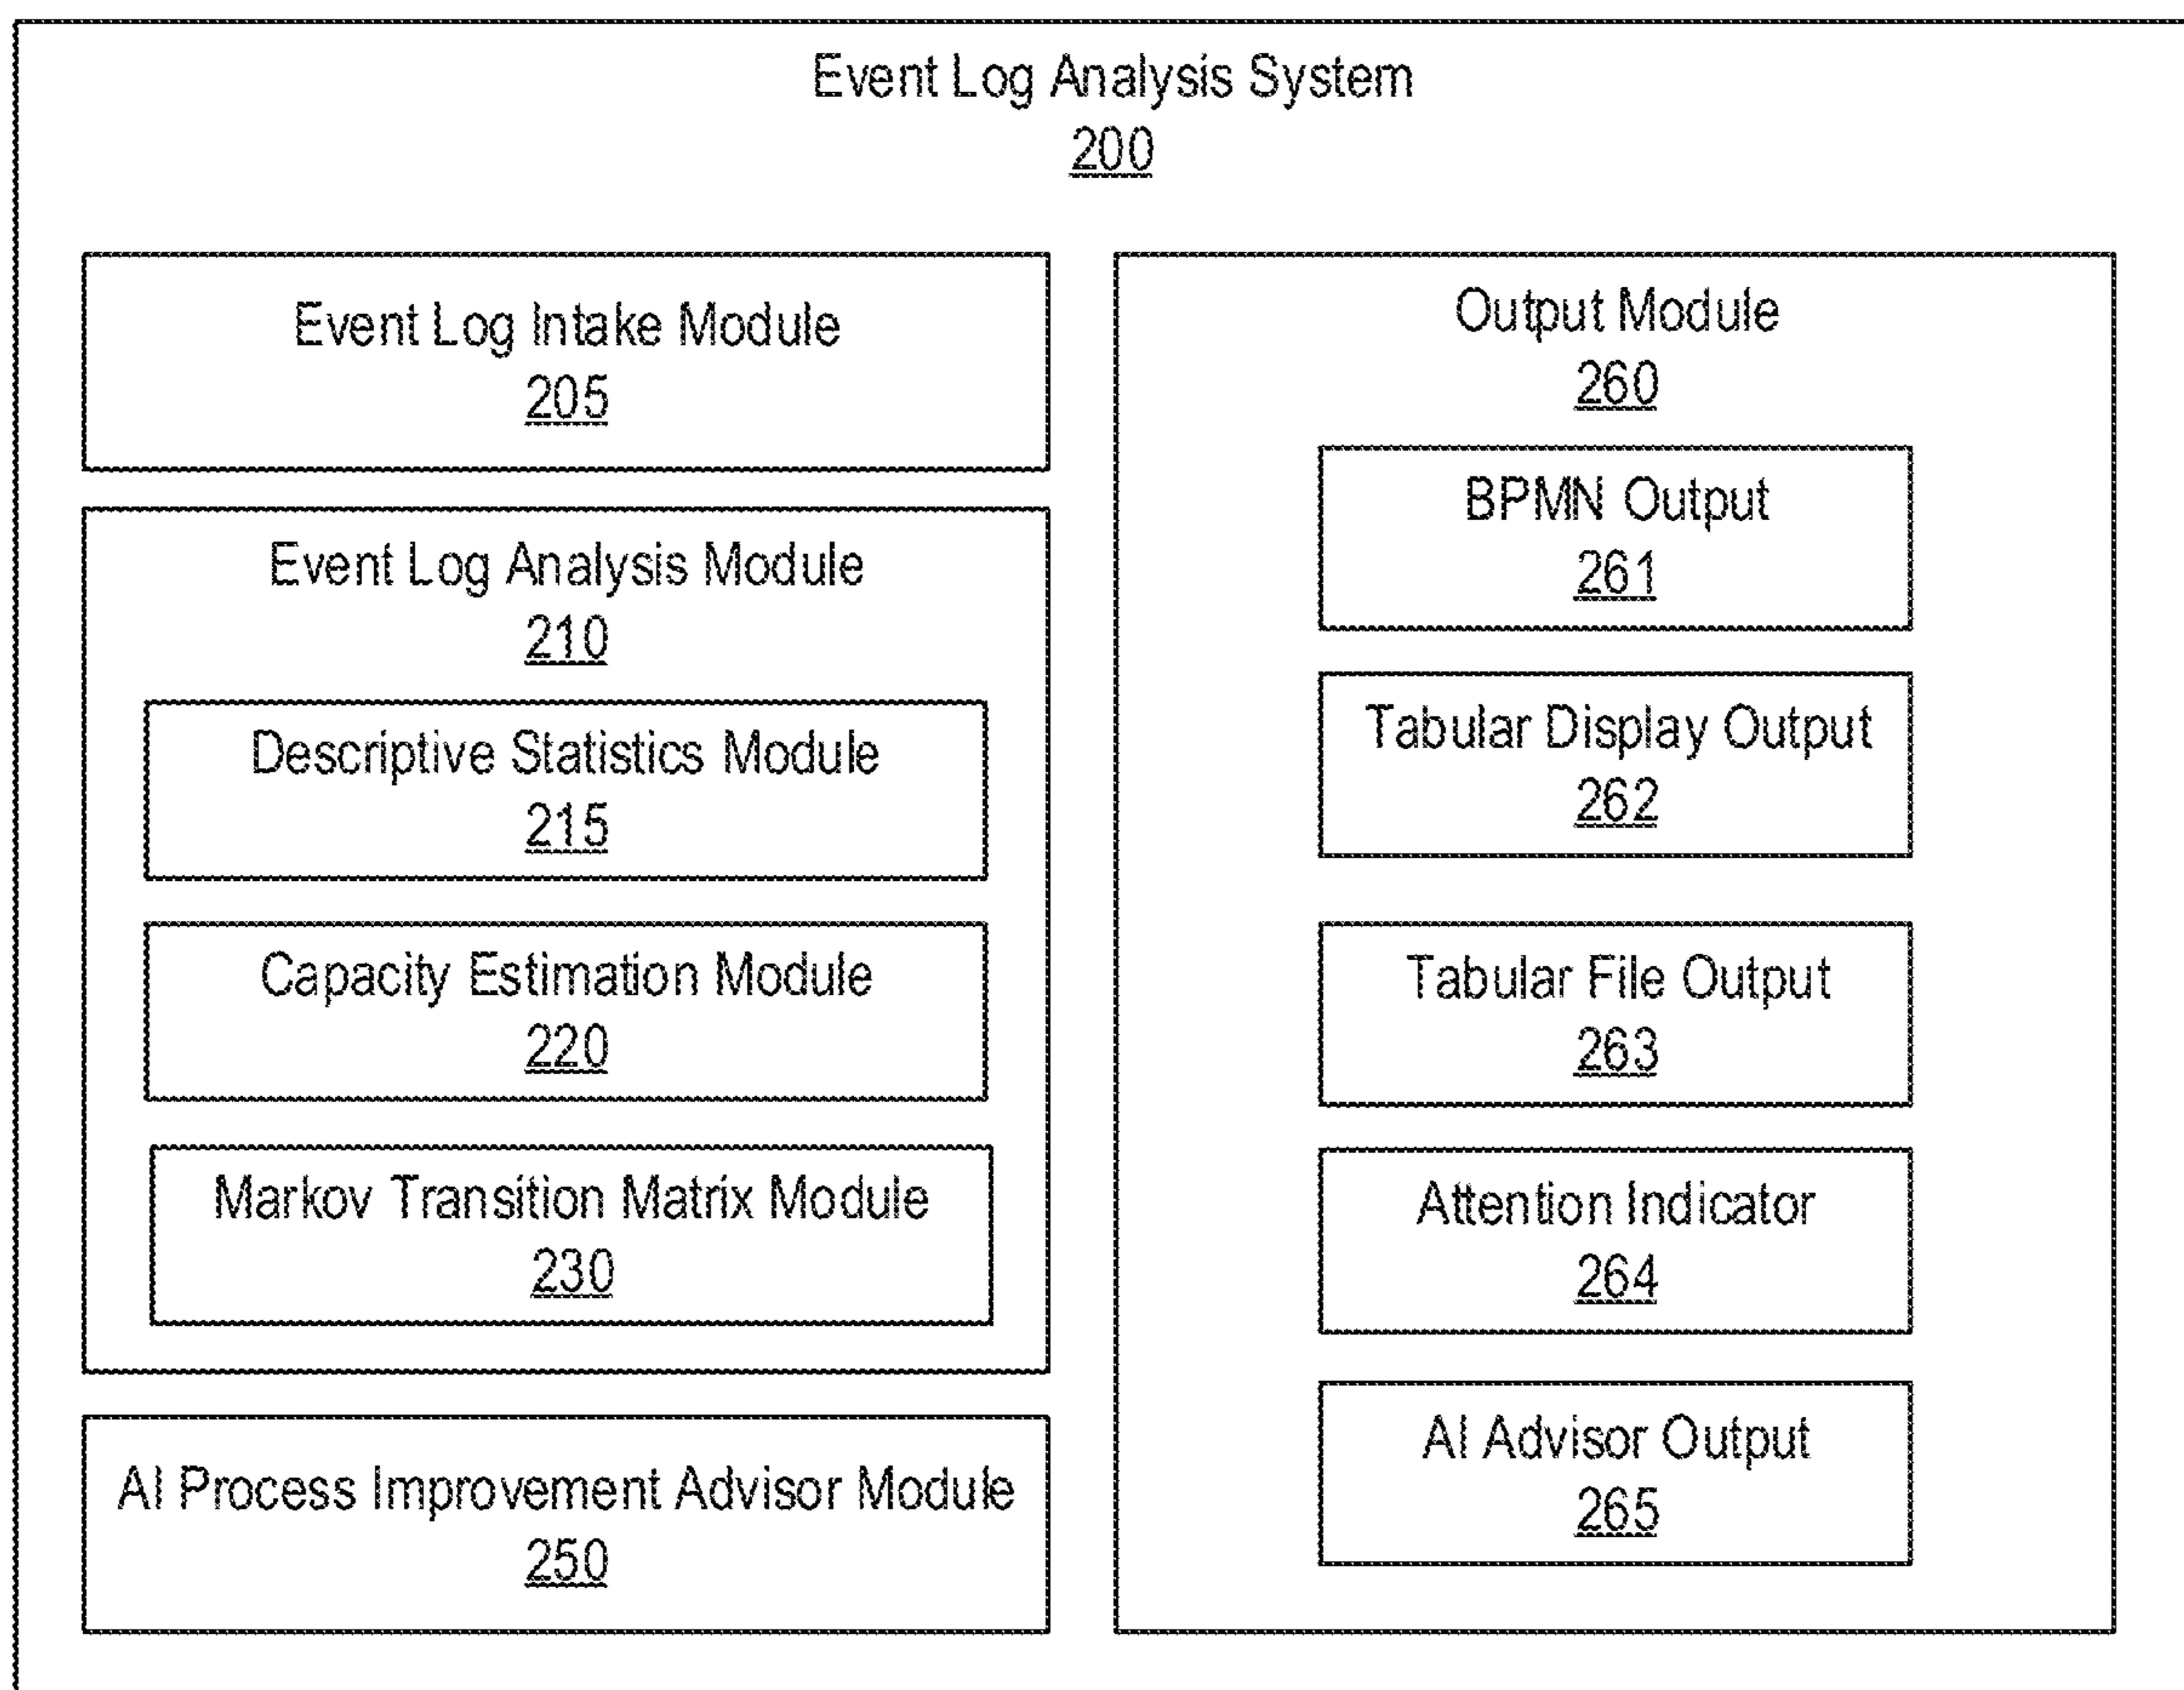 Event Log Analysis System
200
Event Log Intake Module
205
Event Log Analysis Module
210
Descriptive Statistics Module
215
Capacity Estimation Module
220
Markov Transition Matrix Module
230
AI Process Improvement Advisor Module
250
Output Module
260
BPMN Output
261
Tabular Display Output
262
Tabular File Output
263
Attention Indicator
264
AI Advisor Output
265